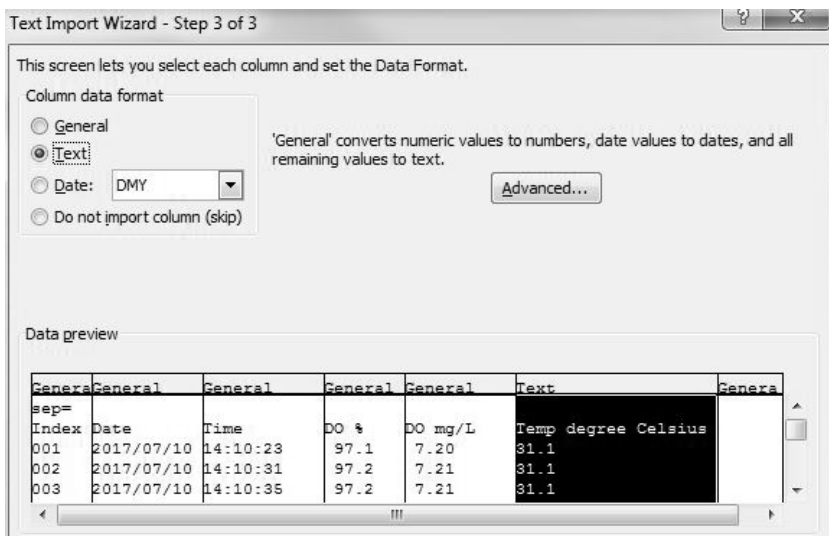 Text Import Wizard - Step 3 of 3
This screen lets you select each column and set the Data Format.
Column data format
General
Text
Date: DMY
Do not import column (skip)
'General' converts numeric values to numbers, date values to dates, and all
remaining values to text.
Advanced...
Data preview
Genera General General General General Text Genera
sep=
Index Date Time DO % DO mg/L Temp degree Celsius
001 2017/07/10 14:10:23 97.1 7.20 31.1
002 2017/07/10 14:10:31 97.2 7.21 31.1
003 2017/07/10 14:10:35 97.2 7.21 31.1